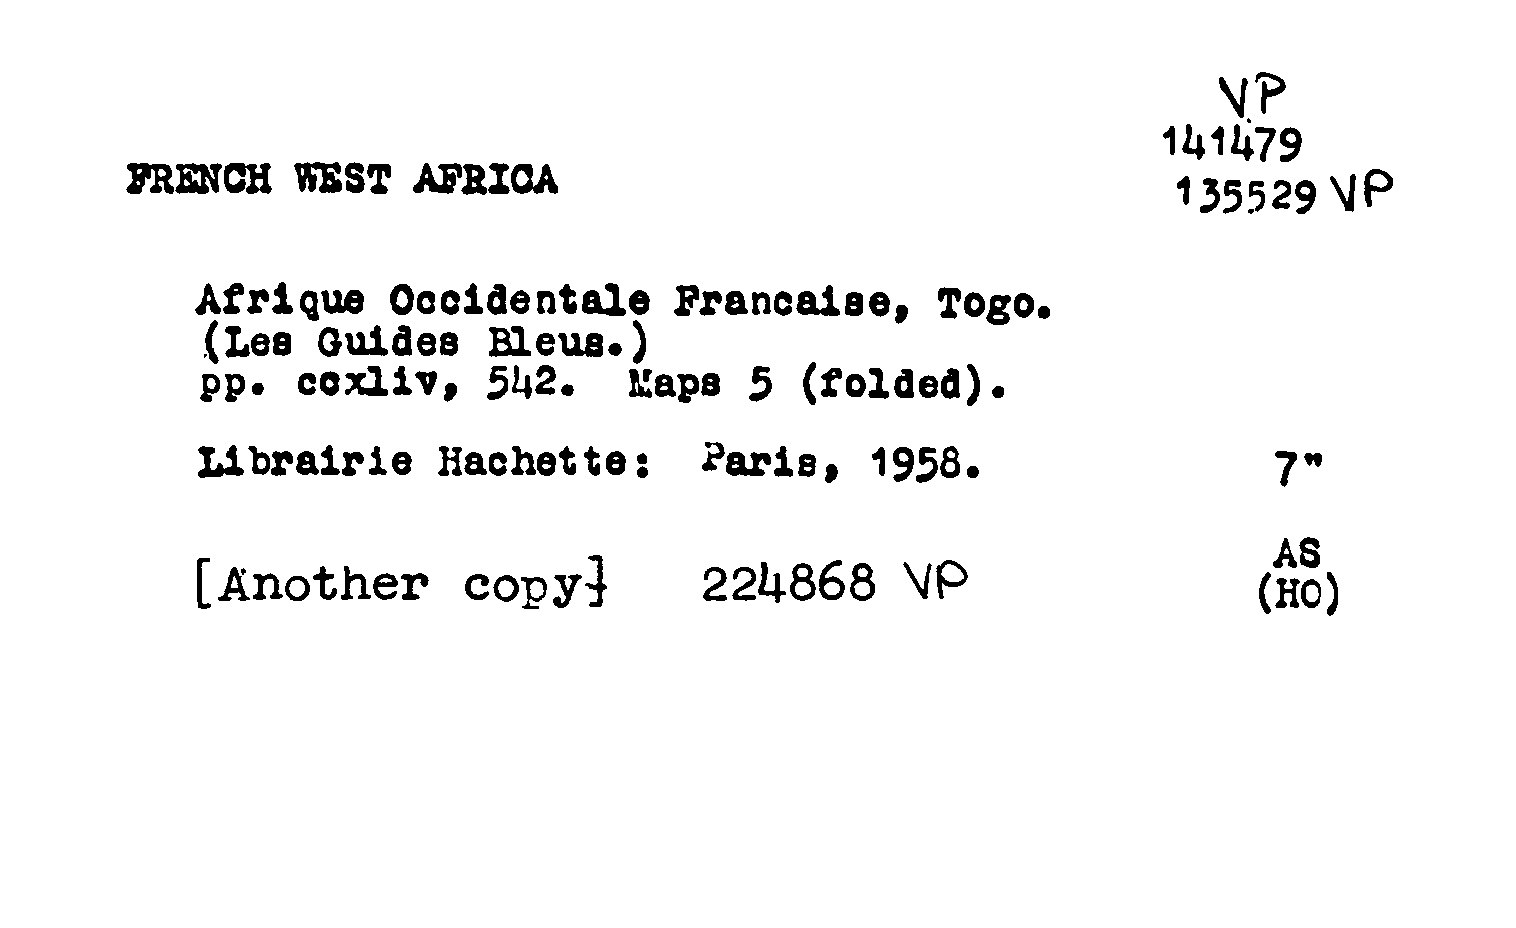 VP
141479
FRENCH WEST AFRICA
135529 VP
Afrique Occidentale Francaise, Togo.
(Les Guides Bleus.)
pp. ccxliv, 542. Maps 5 (folded).
Librairie Hachette: Paris, 1958. 7"
[Another copy] 224868 VP
AS
(HO)